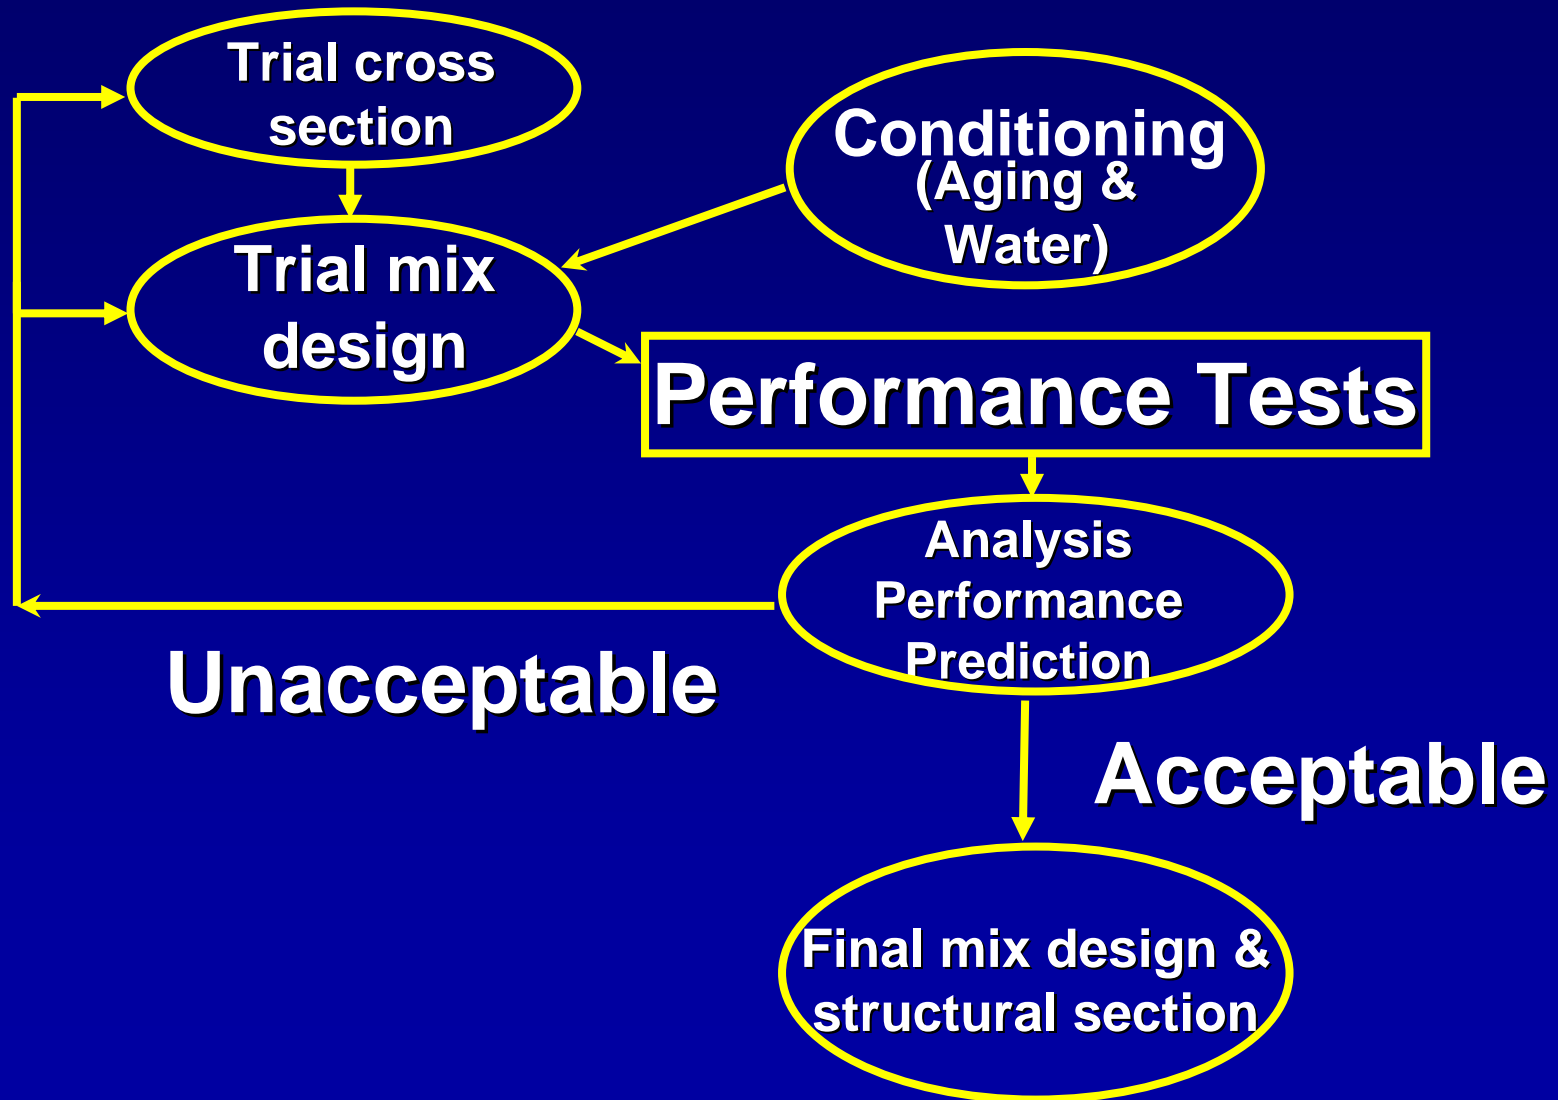 Trial cross
section
Conditioning
(Aging &
Water)
Trial mix
design
Performance Tests
Analysis
Performance
Prediction
Unacceptable
Acceptable
Final mix design &
structural section